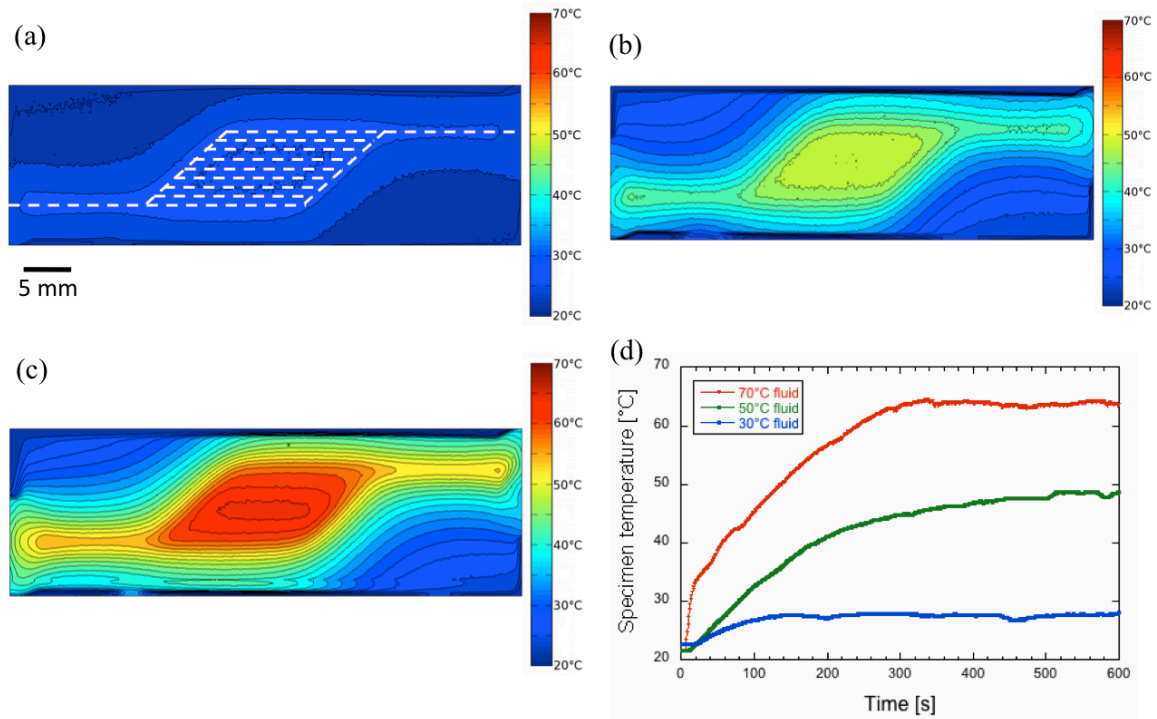 (a)
70°C
60°C
50°C
40°C
30°C
20°C
5 mm
(b)
70°C
60°C
50°C
40°C
30°C
20°C
(c)
70°C
60°C
50°C
40°C
30°C
20°C
(d)
Specimen temperature [°C]
70
60
50
40
30
20
70°C fluid
50°C fluid
30°C fluid
0
100
200
300
400
500
600
Time [s]